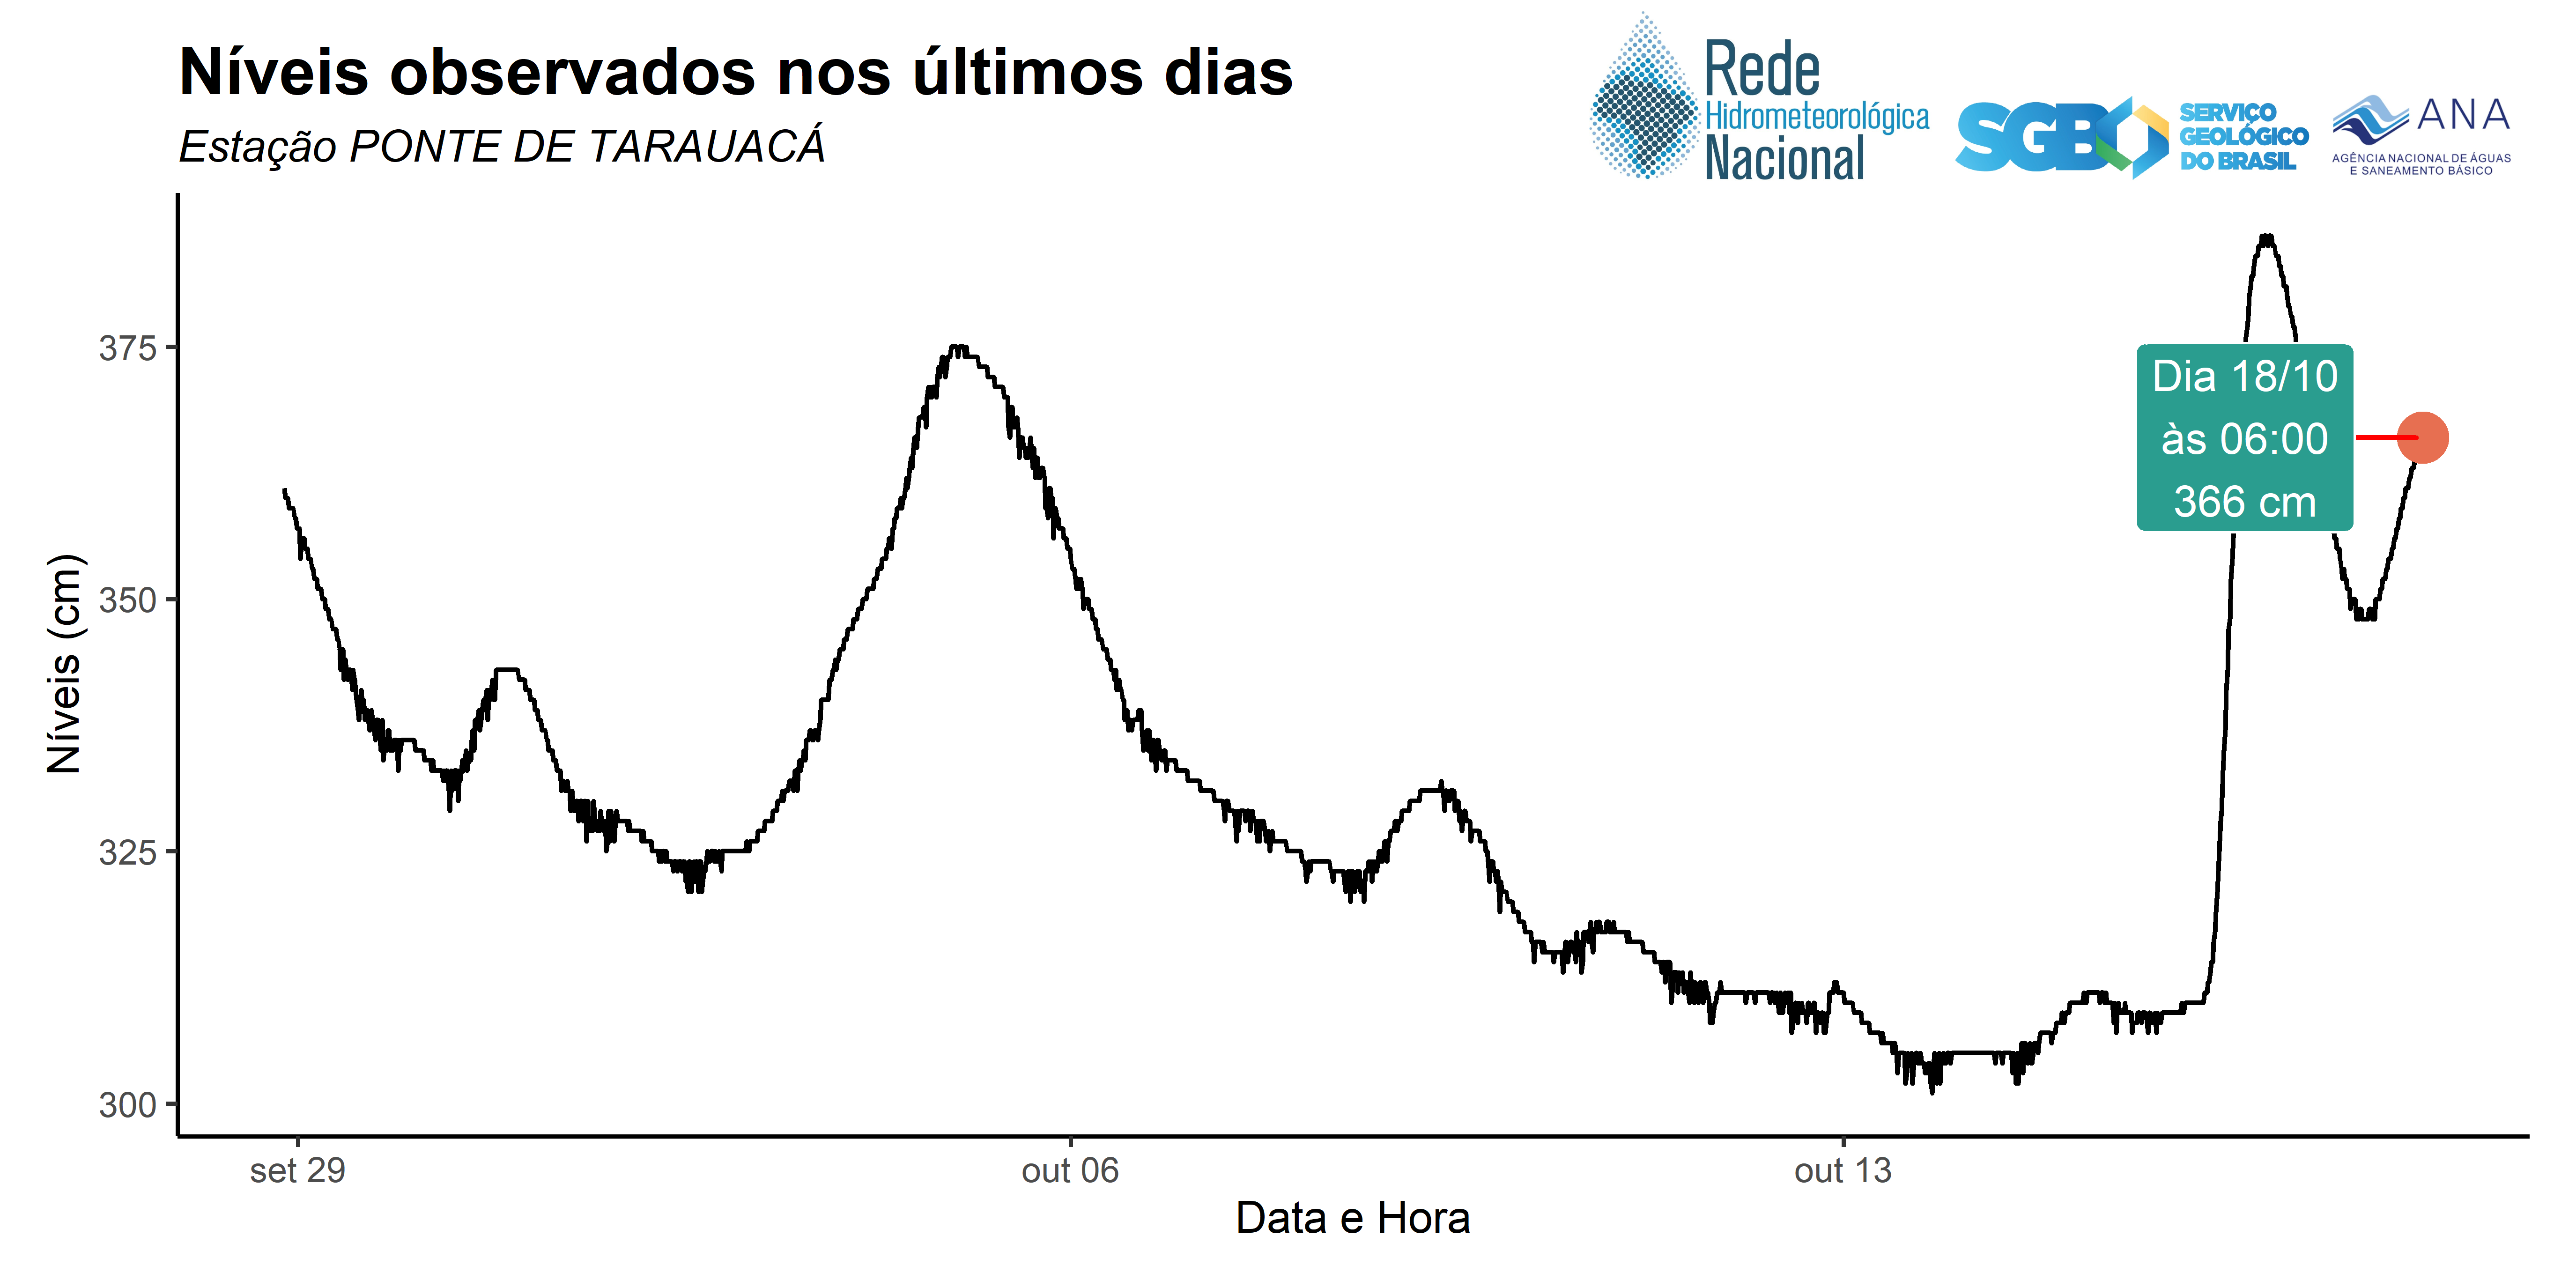 Níveis observados nos últimos dias
Estação PONTE DE TARAUACÁ
Rede
Hidrometeorológica
Nacional
SGB
SERVIÇO
GEOLÓGICO
DO BRASIL
ANA
AGÊNCIA NACIONAL DE ÁGUAS
E SANEAMENTO BÁSICO
Níveis (cm)
375
350
325
300
Dia 18/10
às 06:00
366 cm
set 29
out 06
out 13
Data e Hora